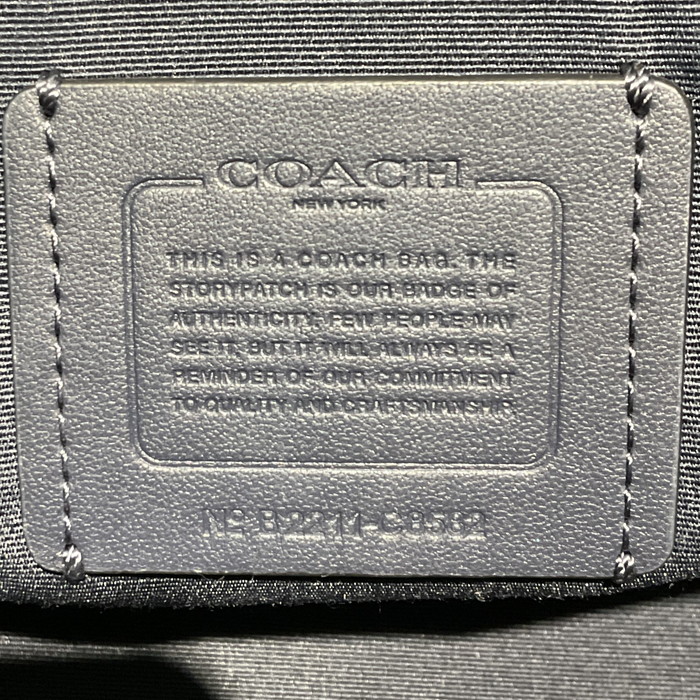 COACH
NEW YORK
THIS IS A COACH BAG. THE
STORYPATCH IS OUR BADGE OF
AUTHENTICITY. FEW PEOPLE MAY
SEE IT, BUT IT WILL ALWAYS BE A
REMINDER OF OUR COMMITMENT
TO QUALITY AND CRAFTSMANSHIP.
Nº B2211-C8582